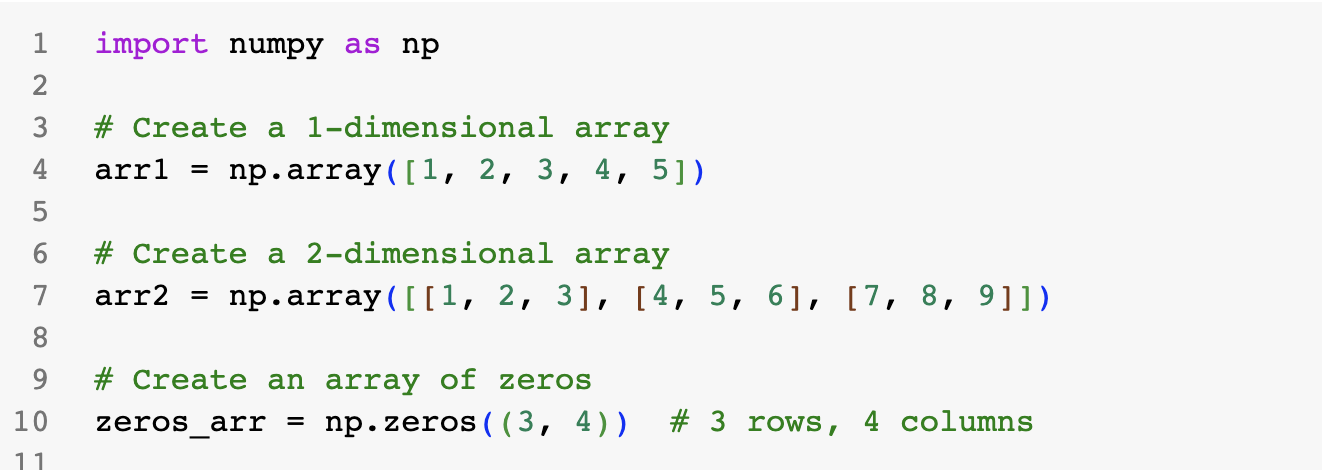 1 import numpy as np
2
3 # Create a 1-dimensional array
4 arr1 = np.array([1, 2, 3, 4, 5])
5
6 # Create a 2-dimensional array
7 arr2 = np.array([[1, 2, 3], [4, 5, 6], [7, 8, 9]])
8
9 # Create an array of zeros
10 zeros_arr = np.zeros((3, 4))  # 3 rows, 4 columns
11